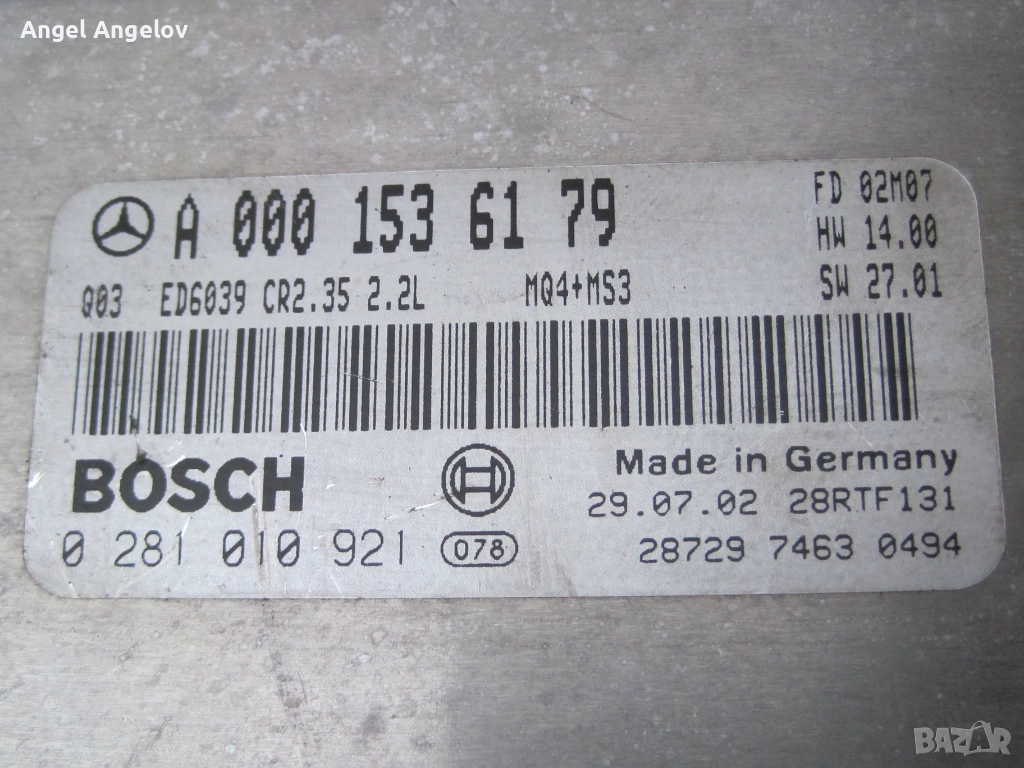 Angel Angelov
A 000 153 61 79
FD 02M07
HW 14.00
Q03 ED6039 CR2.35 2.2L MQ4+MS3
SW 27.01
BOSCH
Made in Germany
29.07.02 28RTF131
0 281 010 921 078
28729 7463 0494
BAZAR